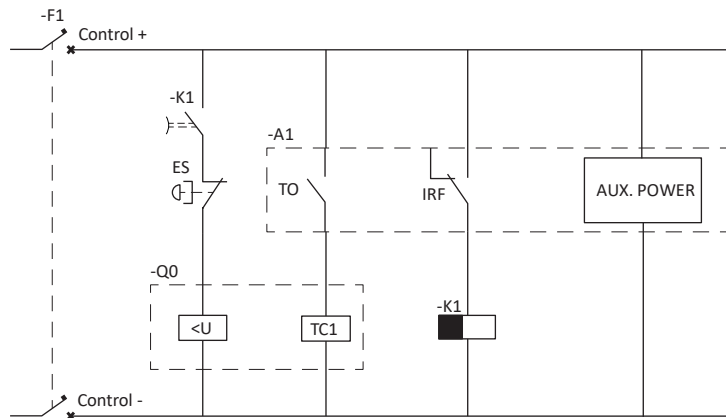 -F1
Control +
-K1
-A1
ES
TO
IRF
AUX. POWER
-Q0
<U
TC1
-K1
Control -